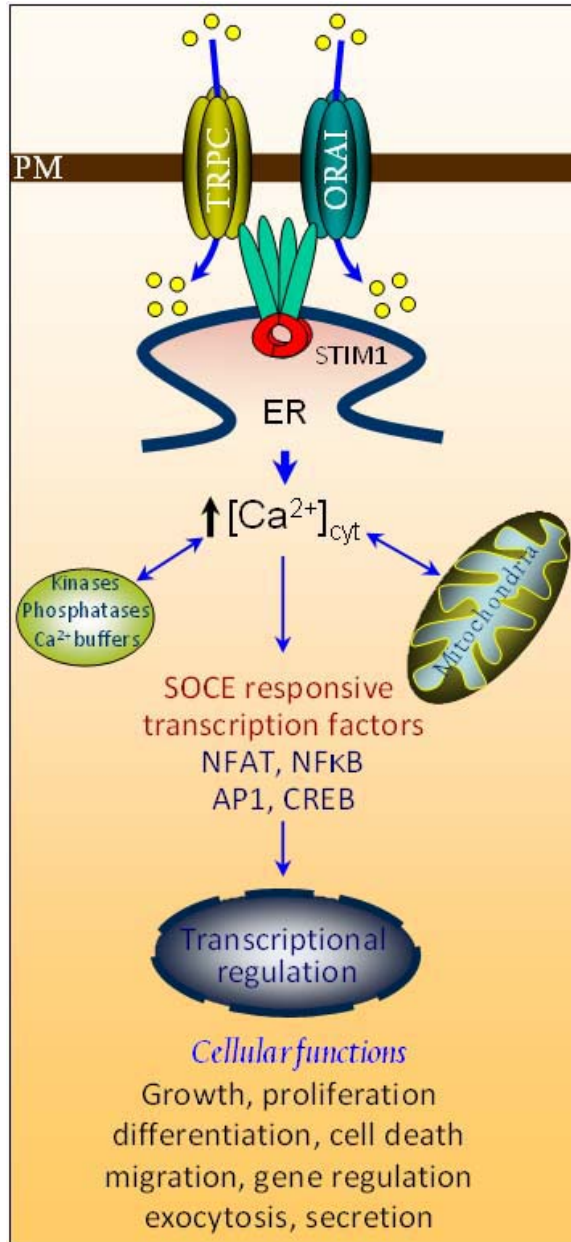 TRPC
ORAI
PM
STIM1
ER
[Ca²⁺]cyt
Kinases
Phosphatases
Ca²⁺ buffers
Mitochondria
SOCE responsive
transcription factors
NFAT, NFκB
AP1, CREB
Transcriptional
regulation
Cellular functions
Growth, proliferation
differentiation, cell death
migration, gene regulation
exocytosis, secretion